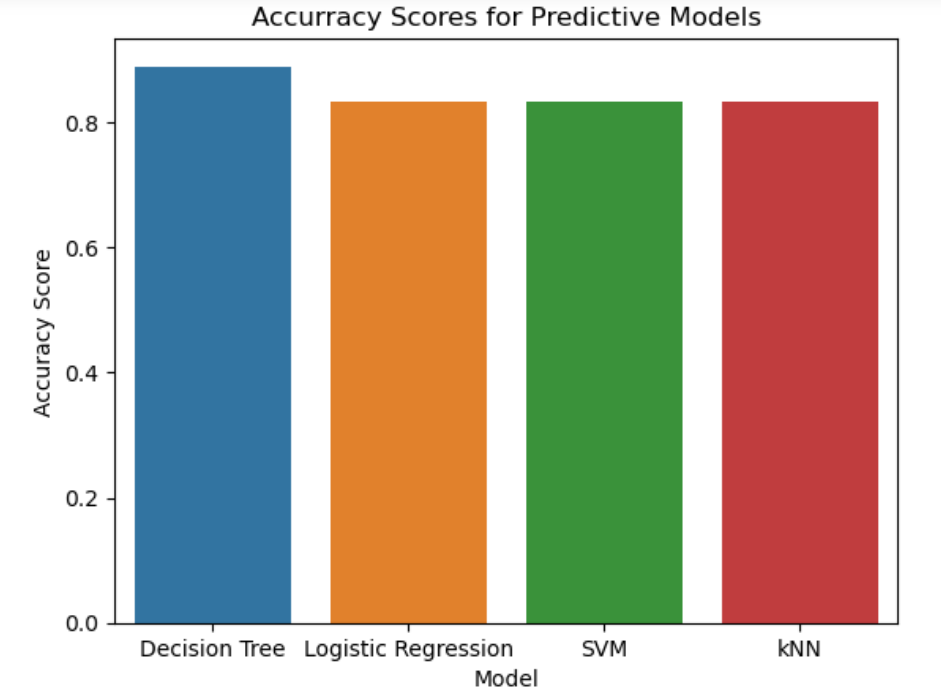 Accurracy Scores for Predictive Models
Accuracy Score
0.8
0.6
0.4
0.2
0.0
Decision Tree Logistic Regression SVM kNN
Model